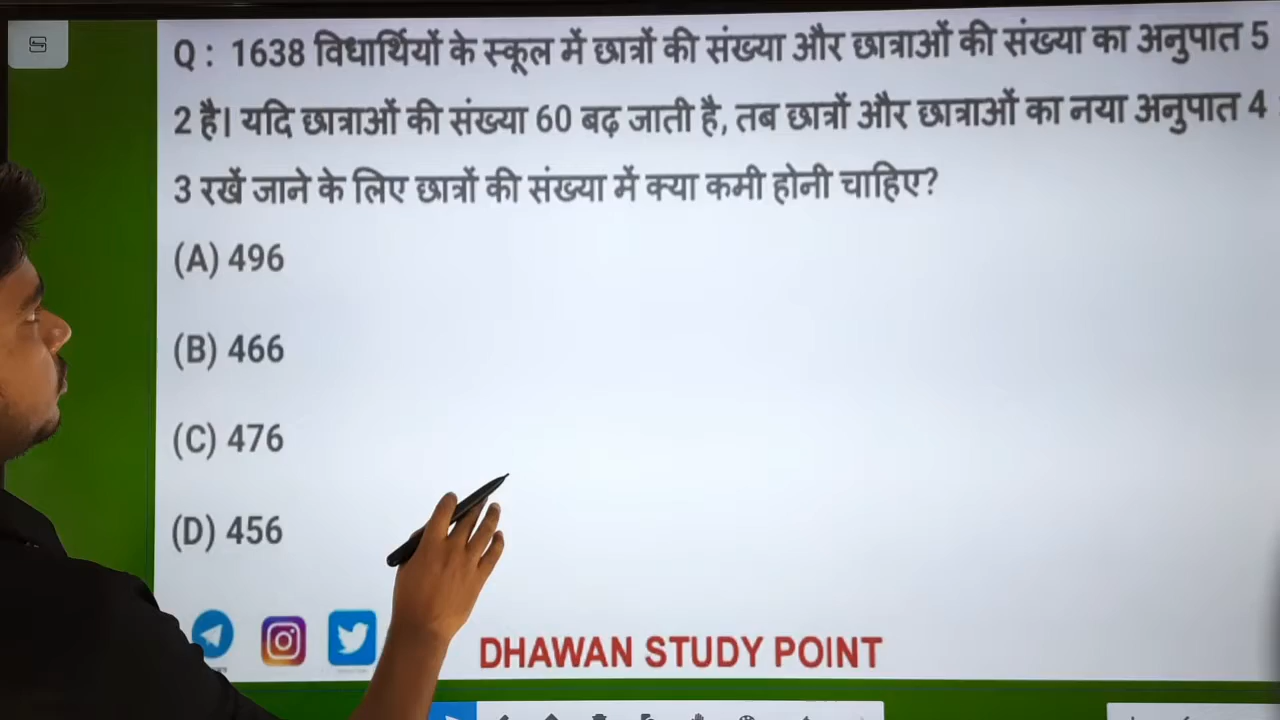 Q : 1638 विधार्थियों के स्कूल में छात्रों की संख्या और छात्राओं की संख्या का अनुपात 5
2 है। यदि छात्राओं की संख्या 60 बढ़ जाती है, तब छात्रों और छात्राओं का नया अनुपात 4
3 रखें जाने के लिए छात्रों की संख्या में क्या कमी होनी चाहिए?
(A) 496
(B) 466
(C) 476
(D) 456
DHAWAN STUDY POINT